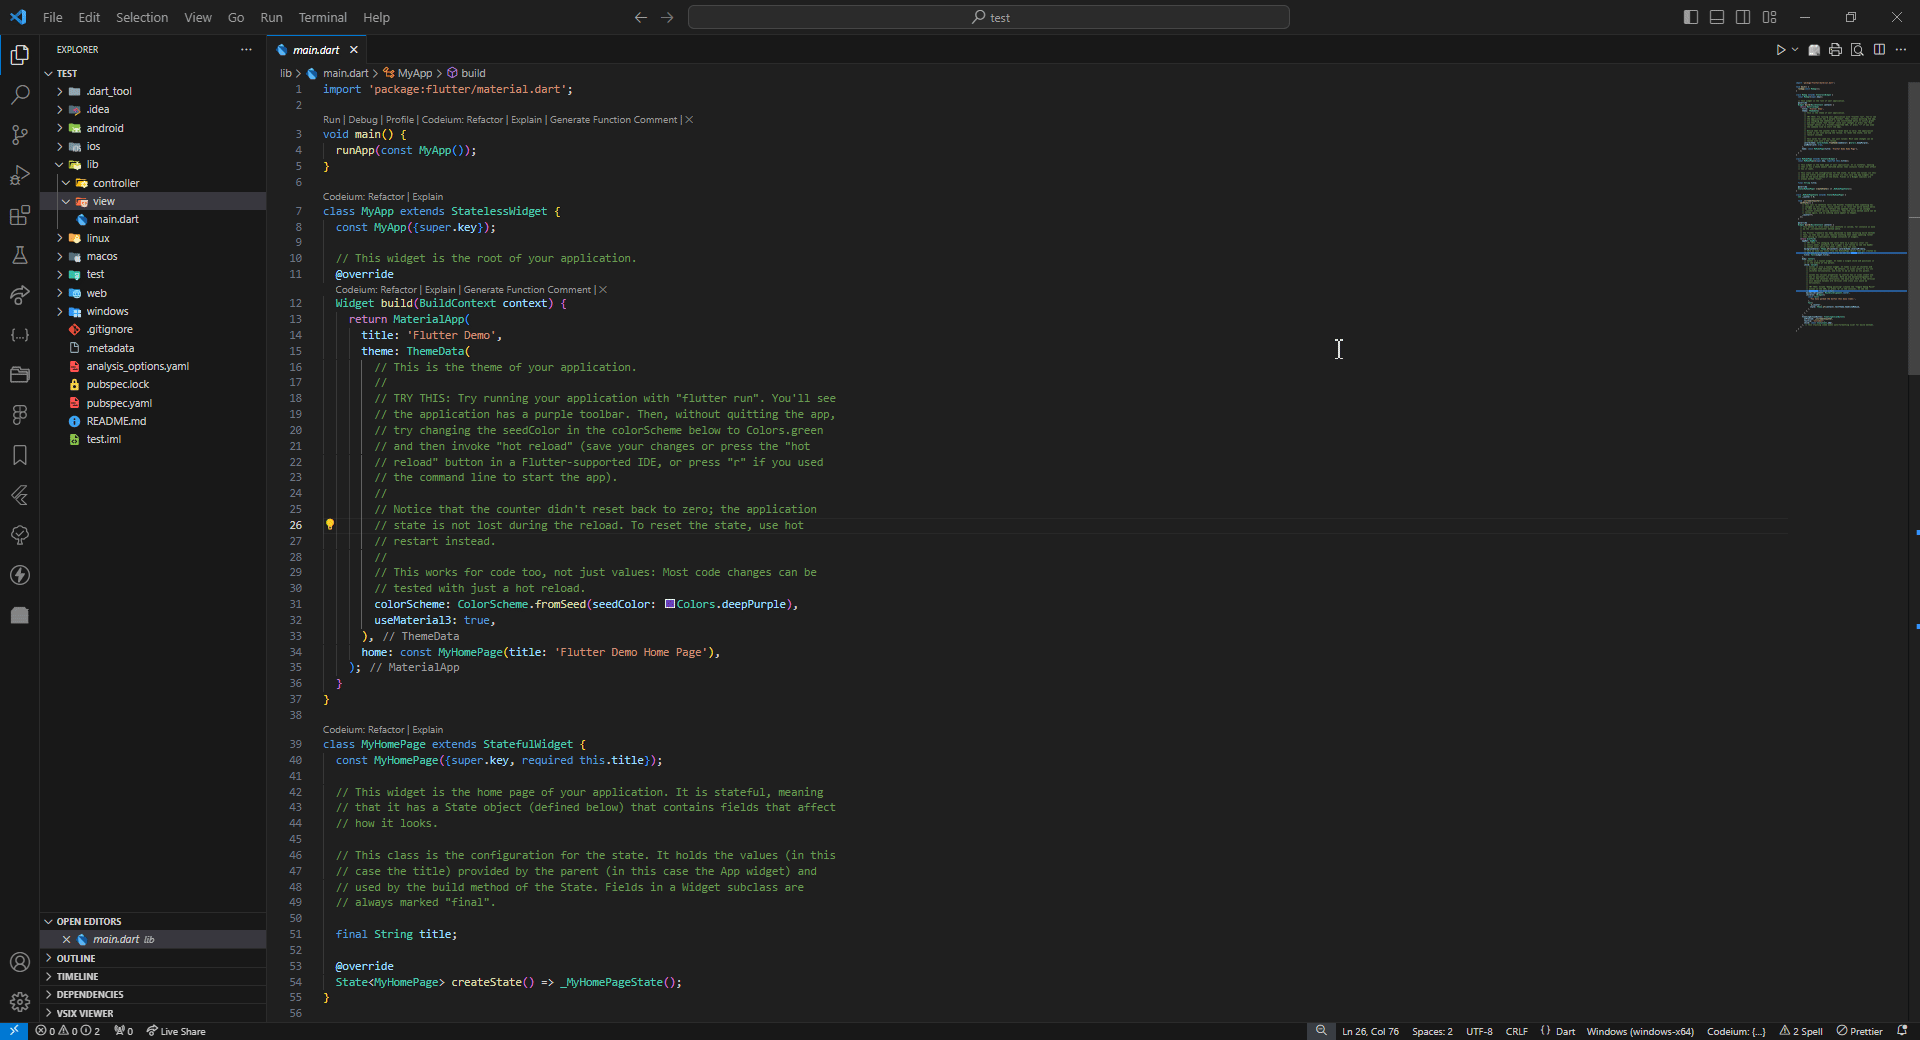 File Edit Selection View Go Run Terminal Help
test
EXPLORER
TEST
.dart_tool
.idea
android
ios
lib
controller
view
main.dart
linux
macos
test
web
windows
.gitignore
.metadata
analysis_options.yaml
pubspec.lock
pubspec.yaml
README.md
test.iml
OPEN EDITORS
main.dart lib
OUTLINE
TIMELINE
DEPENDENCIES
VSIX VIEWER
main.dart
lib > main.dart > MyApp > build
1 import 'package:flutter/material.dart';
2
Run | Debug | Profile | Codeium: Refactor | Explain | Generate Function Comment | X
3 void main() {
4 runApp(const MyApp());
5 }
6
Codeium: Refactor | Explain
7 class MyApp extends StatelessWidget {
8 const MyApp({super.key});
9
10 // This widget is the root of your application.
11 @override
Codeium: Refactor | Explain | Generate Function Comment | X
12 Widget build(BuildContext context) {
13 return MaterialApp(
14 title: 'Flutter Demo',
15 theme: ThemeData(
16 // This is the theme of your application.
17 //
18 // TRY THIS: Try running your application with "flutter run". You'll see
19 // the application has a purple toolbar. Then, without quitting the app,
20 // try changing the seedColor in the colorScheme below to Colors.green
21 // and then invoke "hot reload" (save your changes or press the "hot
22 // reload" button in a Flutter-supported IDE, or press "r" if you used
23 // the command line to start the app).
24 //
25 // Notice that the counter didn't reset back to zero; the application
26 // state is not lost during the reload. To reset the state, use hot
27 // restart instead.
28 //
29 // This works for code too, not just values: Most code changes can be
30 // tested with just a hot reload.
31 colorScheme: ColorScheme.fromSeed(seedColor: Colors.deepPurple),
32 useMaterial3: true,
33 ), // ThemeData
34 home: const MyHomePage(title: 'Flutter Demo Home Page'),
35 ); // MaterialApp
36 }
37 }
38
Codeium: Refactor | Explain
39 class MyHomePage extends StatefulWidget {
40 const MyHomePage({super.key, required this.title});
41
42 // This widget is the home page of your application. It is stateful, meaning
43 // that it has a State object (defined below) that contains fields that affect
44 // how it looks.
45
46 // This class is the configuration for the state. It holds the values (in this
47 // case the title) provided by the parent (in this case the App widget) and
48 // used by the build method of the State. Fields in a Widget subclass are
49 // always marked "final".
50
51 final String title;
52
53 @override
54 State<MyHomePage> createState() => _MyHomePageState();
55 }
56
0 0 2 0 Live Share
Ln 26, Col 76 Spaces: 2 UTF-8 CRLF {} Dart Windows (windows-x64) Codeium: {...} 2 Spell Prettier